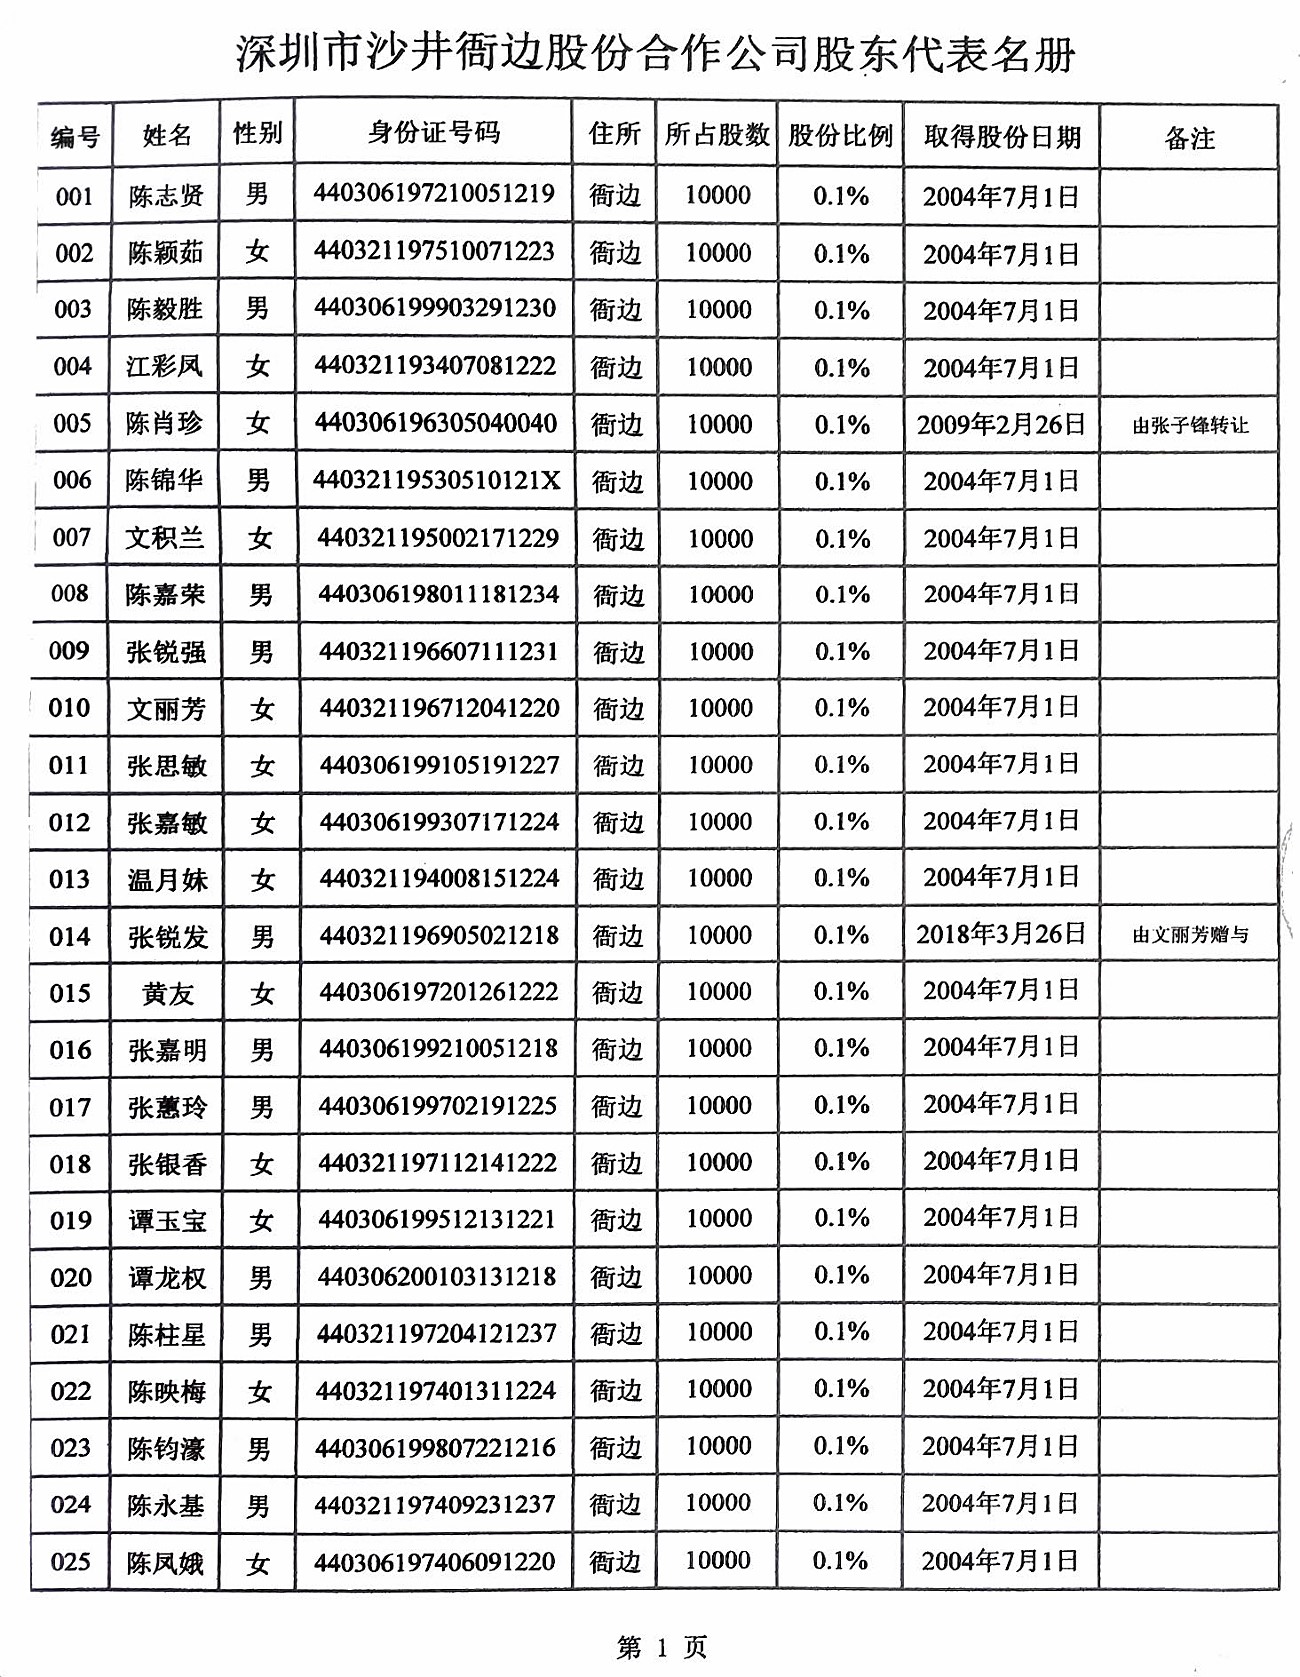 深圳市沙井衙边股份合作公司股东代表名册
编号 姓名 性别 身份证号码 住所 所占股数 股份比例 取得股份日期 备注
001 陈志贤 男 440306197210051219 衙边 10000 0.1% 2004年7月1日
002 陈颖茹 女 440321197510071223 衙边 10000 0.1% 2004年7月1日
003 陈毅胜 男 440306199903291230 衙边 10000 0.1% 2004年7月1日
004 江彩凤 女 440321193407081222 衙边 10000 0.1% 2004年7月1日
005 陈肖珍 女 440306196305040040 衙边 10000 0.1% 2009年2月26日 由张子锋转让
006 陈锦华 男 44032119530510121X 衙边 10000 0.1% 2004年7月1日
007 文积兰 女 440321195002171229 衙边 10000 0.1% 2004年7月1日
008 陈嘉荣 男 440306198011181234 衙边 10000 0.1% 2004年7月1日
009 张锐强 男 440321196607111231 衙边 10000 0.1% 2004年7月1日
010 文丽芳 女 440321196712041220 衙边 10000 0.1% 2004年7月1日
011 张思敏 女 440306199105191227 衙边 10000 0.1% 2004年7月1日
012 张嘉敏 女 440306199307171224 衙边 10000 0.1% 2004年7月1日
013 温月妹 女 440321194008151224 衙边 10000 0.1% 2004年7月1日
014 张锐发 男 440321196905021218 衙边 10000 0.1% 2018年3月26日 由文丽芳赠与
015 黄友 女 440306197201261222 衙边 10000 0.1% 2004年7月1日
016 张嘉明 男 440306199210051218 衙边 10000 0.1% 2004年7月1日
017 张蕙玲 男 440306199702191225 衙边 10000 0.1% 2004年7月1日
018 张银香 女 440321197112141222 衙边 10000 0.1% 2004年7月1日
019 谭玉宝 女 440306199512131221 衙边 10000 0.1% 2004年7月1日
020 谭龙权 男 440306200103131218 衙边 10000 0.1% 2004年7月1日
021 陈柱星 男 440321197204121237 衙边 10000 0.1% 2004年7月1日
022 陈映梅 女 440321197401311224 衙边 10000 0.1% 2004年7月1日
023 陈钧濠 男 440306199807221216 衙边 10000 0.1% 2004年7月1日
024 陈永基 男 440321197409231237 衙边 10000 0.1% 2004年7月1日
025 陈凤娥 女 440306197406091220 衙边 10000 0.1% 2004年7月1日
第 1 页